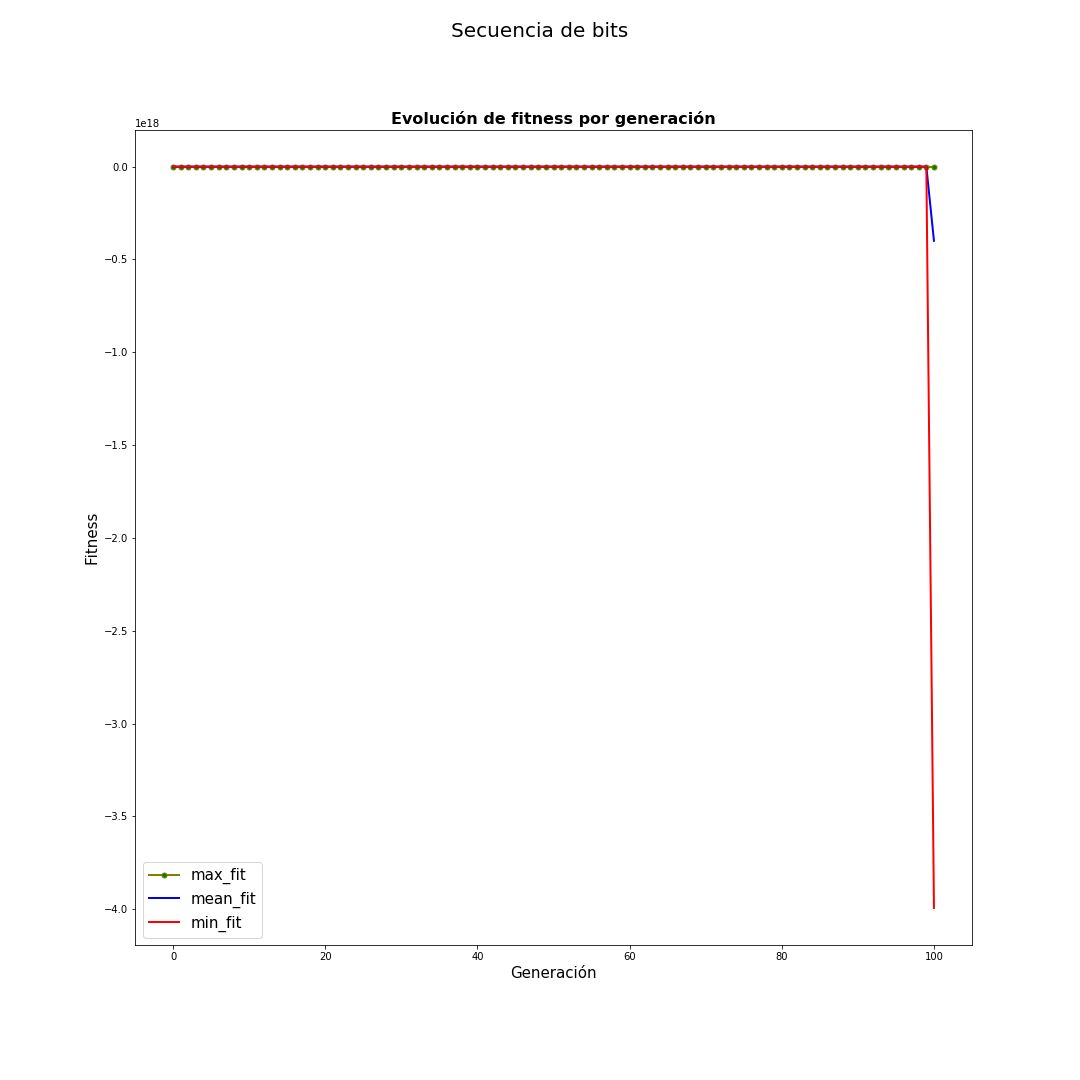 Secuencia de bits
Evolución de fitness por generación
1e18
0.0
−0.5
−1.0
−1.5
−2.0
−2.5
−3.0
−3.5
−4.0
Fitness
max_fit
mean_fit
min_fit
0 20 40 60 80 100
Generación